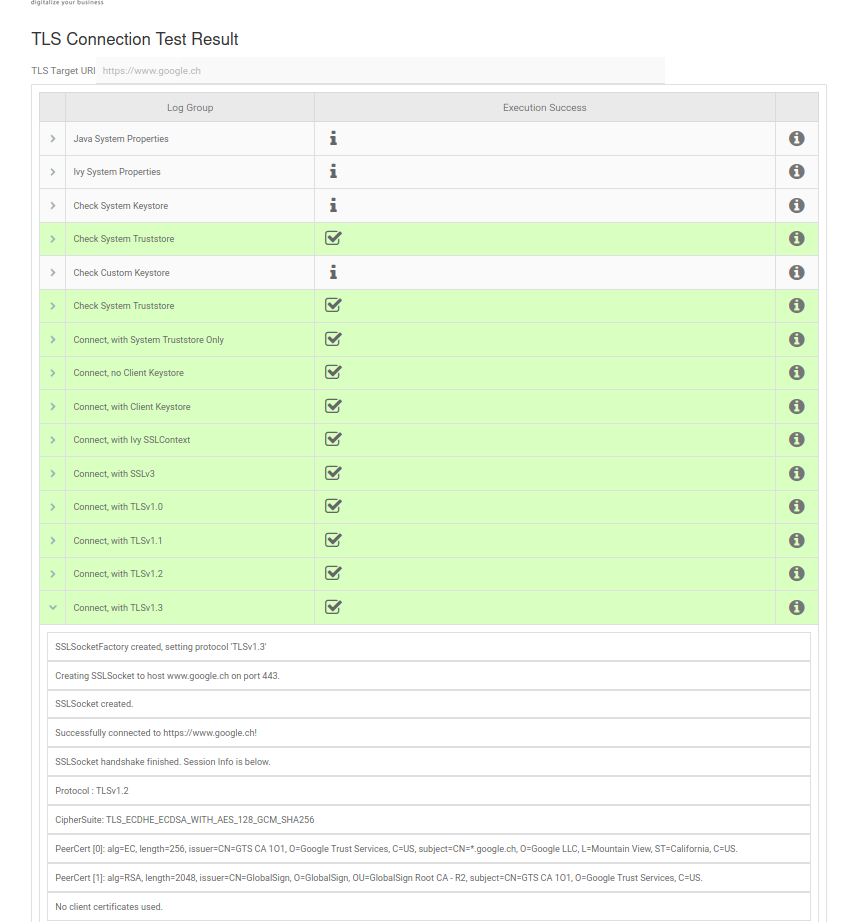 digitalize your business
TLS Connection Test Result
TLS Target URI https://www.google.ch
Log Group Execution Success
Java System Properties
Ivy System Properties
Check System Keystore
Check System Truststore
Check Custom Keystore
Check System Truststore
Connect, with System Truststore Only
Connect, no Client Keystore
Connect, with Client Keystore
Connect, with Ivy SSLContext
Connect, with SSLv3
Connect, with TLSv1.0
Connect, with TLSv1.1
Connect, with TLSv1.2
Connect, with TLSv1.3
SSLSocketFactory created, setting protocol 'TLSv1.3'
Creating SSLSocket to host www.google.ch on port 443.
SSLSocket created.
Successfully connected to https://www.google.ch!
SSLSocket handshake finished. Session Info is below.
Protocol : TLSv1.2
CipherSuite: TLS_ECDHE_ECDSA_WITH_AES_128_GCM_SHA256
PeerCert [0]: alg=EC, length=256, issuer=CN=GTS CA 1O1, O=Google Trust Services, C=US, subject=CN=*.google.ch, O=Google LLC, L=Mountain View, ST=California, C=US.
PeerCert [1]: alg=RSA, length=2048, issuer=CN=GlobalSign, O=GlobalSign, OU=GlobalSign Root CA - R2, subject=CN=GTS CA 1O1, O=Google Trust Services, C=US.
No client certificates used.